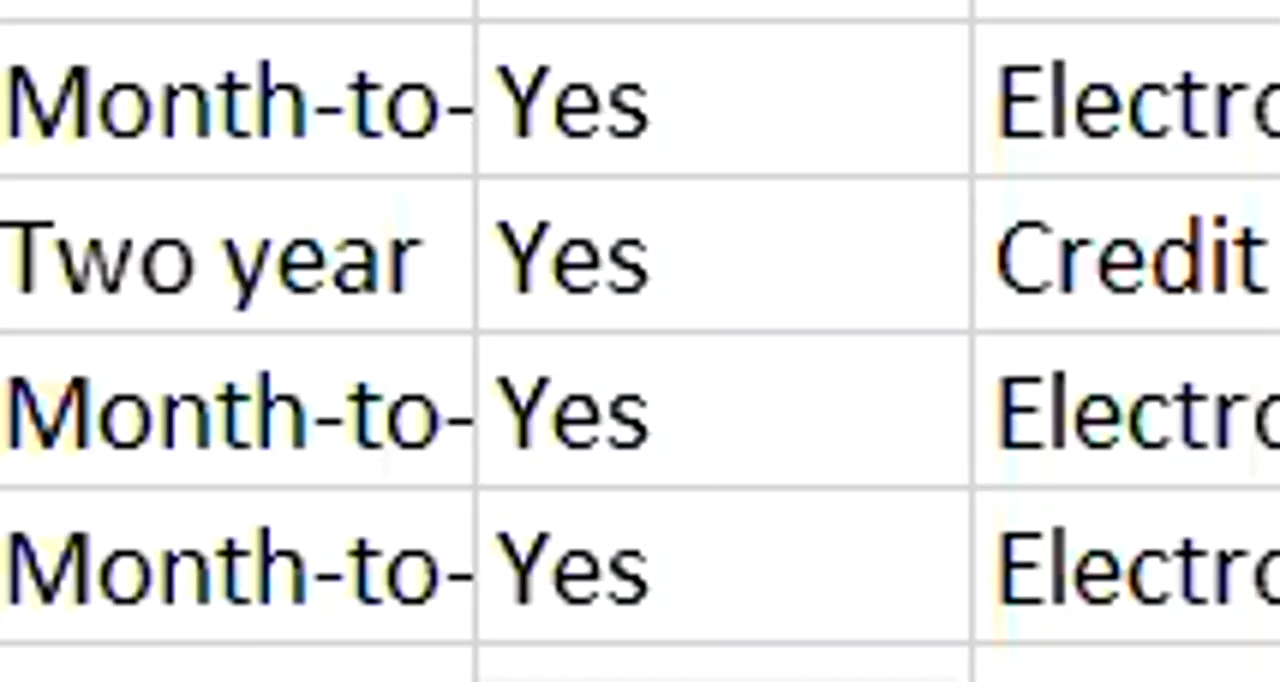 Month-to- Yes Electro
Two year Yes Credit
Month-to- Yes Electro
Month-to- Yes Electro